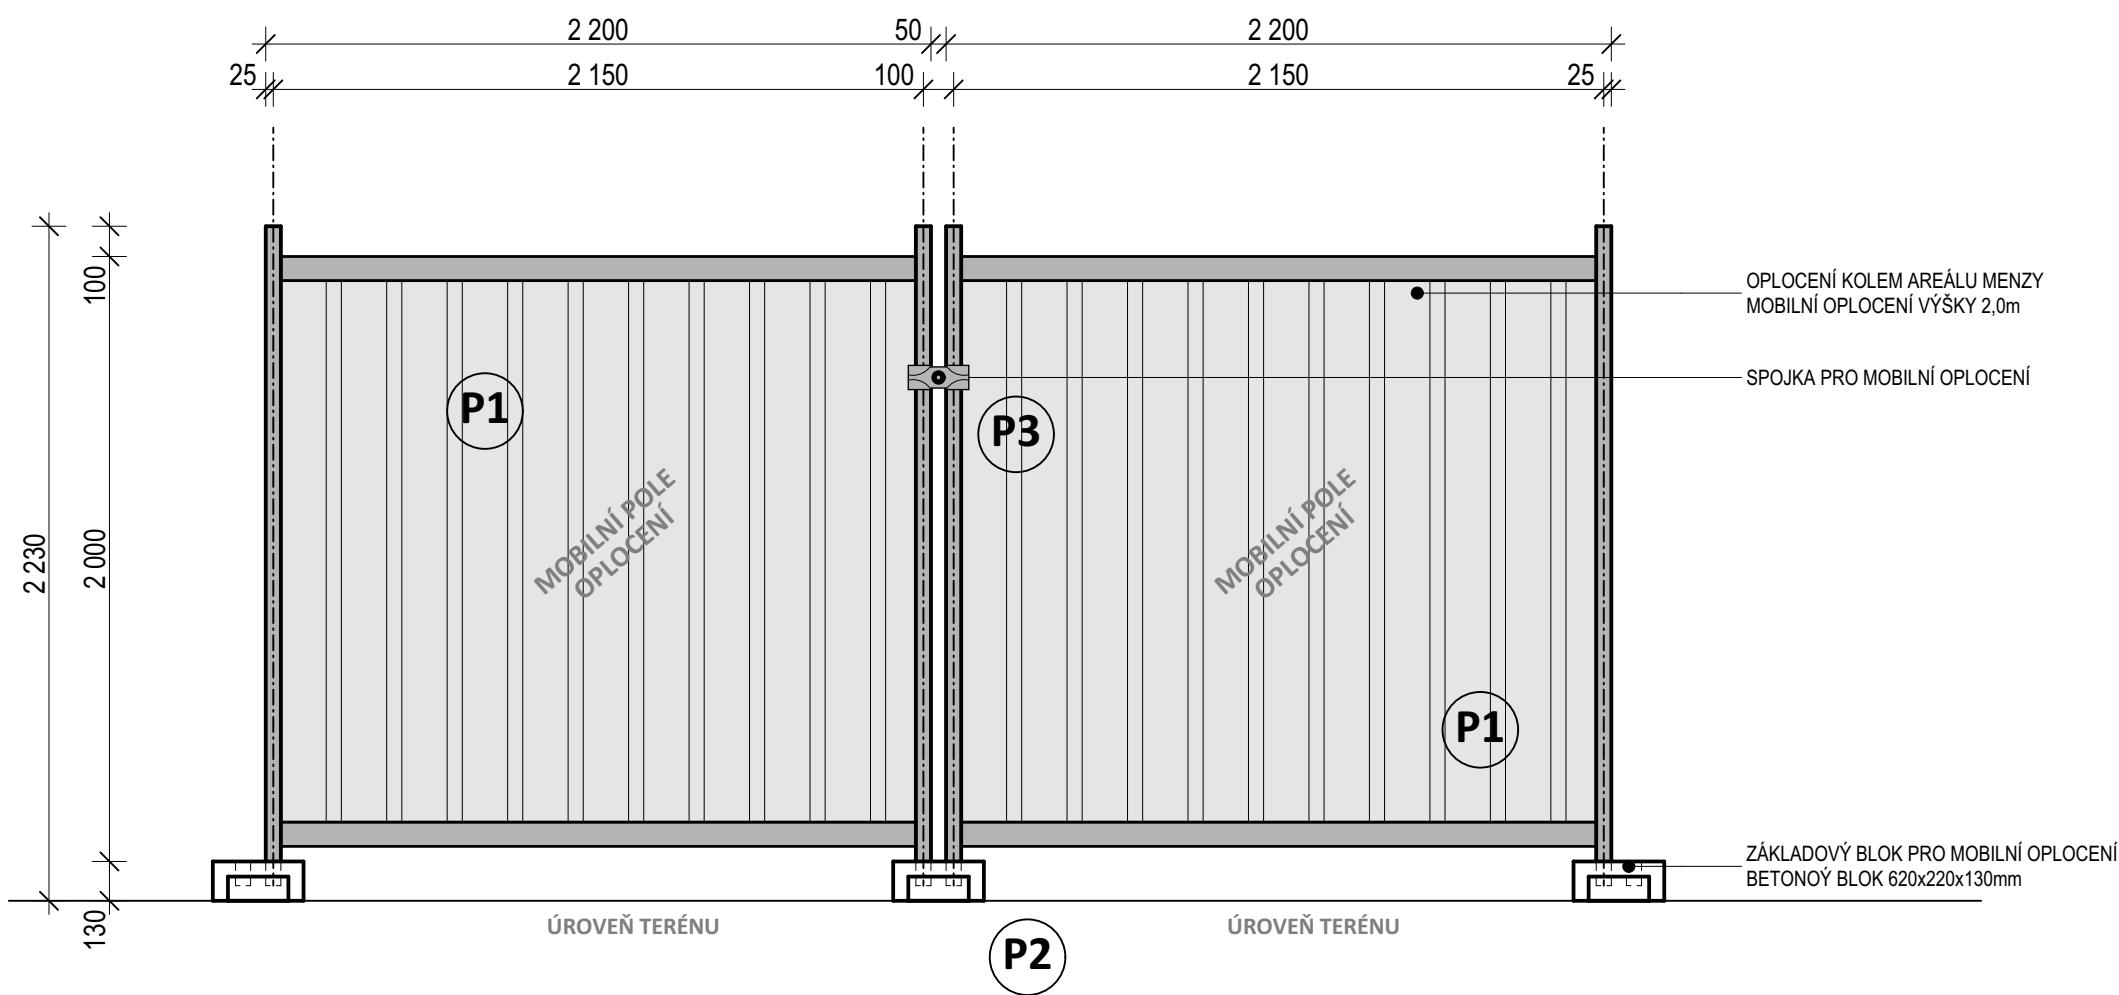 2 200 50 2 200
25 2 150 100 2 150 25
100
OPLOCENÍ KOLEM AREÁLU MENZY
MOBILNÍ OPLOCENÍ VÝŠKY 2,0m
SPOJKA PRO MOBILNÍ OPLOCENÍ
P1
P3
MOBILNÍ POLE
OPLOCENÍ
MOBILNÍ POLE
OPLOCENÍ
2 230
2 000
P1
ZÁKLADOVÝ BLOK PRO MOBILNÍ OPLOCENÍ
BETONOÝ BLOK 620x220x130mm
130
ÚROVEŇ TERÉNU
ÚROVEŇ TERÉNU
P2